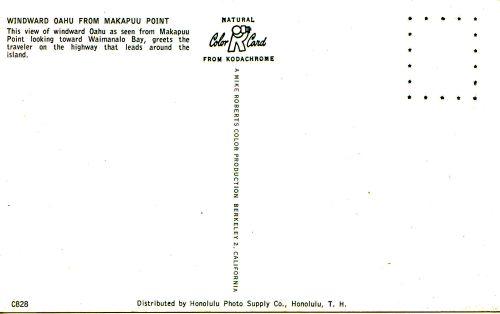 WINDWARD OAHU FROM MAKAPUU POINT
This view of windward Oahu as seen from Makapuu
Point looking toward Waimanalo Bay, greets the
traveler on the highway that leads around the
island.
NATURAL
Color Card
FROM KODACHROME
A MIKE ROBERTS COLOR PRODUCTION BERKELEY 2, CALIFORNIA
C828
Distributed by Honolulu Photo Supply Co., Honolulu, T. H.